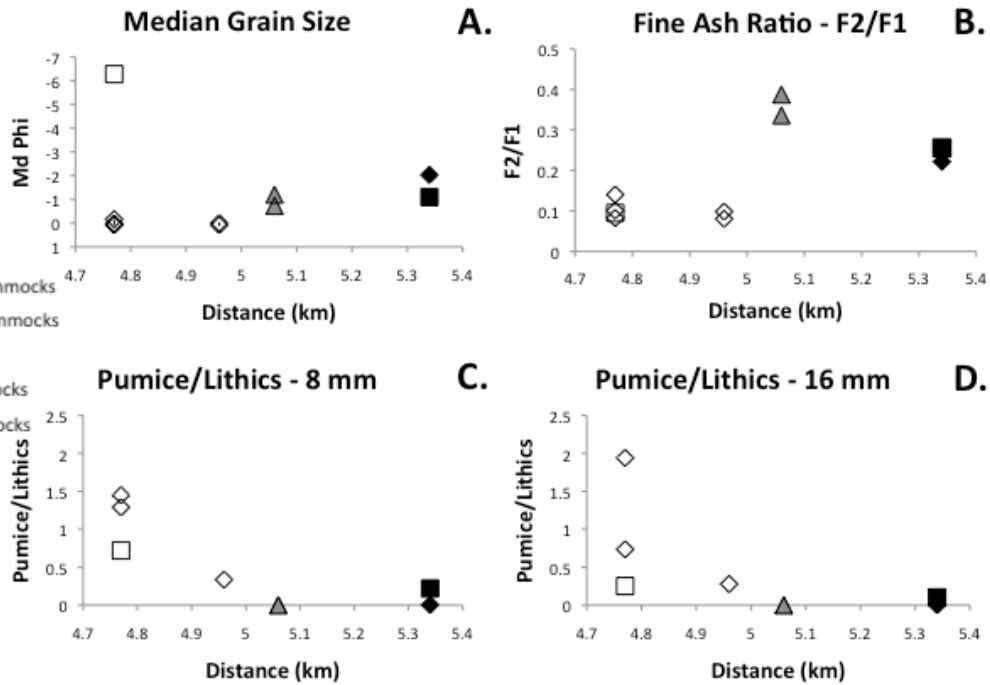 Median Grain Size
A.
Md Phi
-7
-6
-5
-4
-3
-2
-1
0
1
4.7 4.8 4.9 5 5.1 5.2 5.3 5.4
Distance (km)
Fine Ash Ratio - F2/F1
B.
F2/F1
0.5
0.4
0.3
0.2
0.1
0
4.7 4.8 4.9 5 5.1 5.2 5.3 5.4
Distance (km)
Pumice/Lithics - 8 mm
C.
Pumice/Lithics
2.5
2
1.5
1
0.5
0
4.7 4.8 4.9 5 5.1 5.2 5.3 5.4
Distance (km)
Pumice/Lithics - 16 mm
D.
Pumice/Lithics
2.5
2
1.5
1
0.5
0
4.7 4.8 4.9 5 5.1 5.2 5.3 5.4
Distance (km)